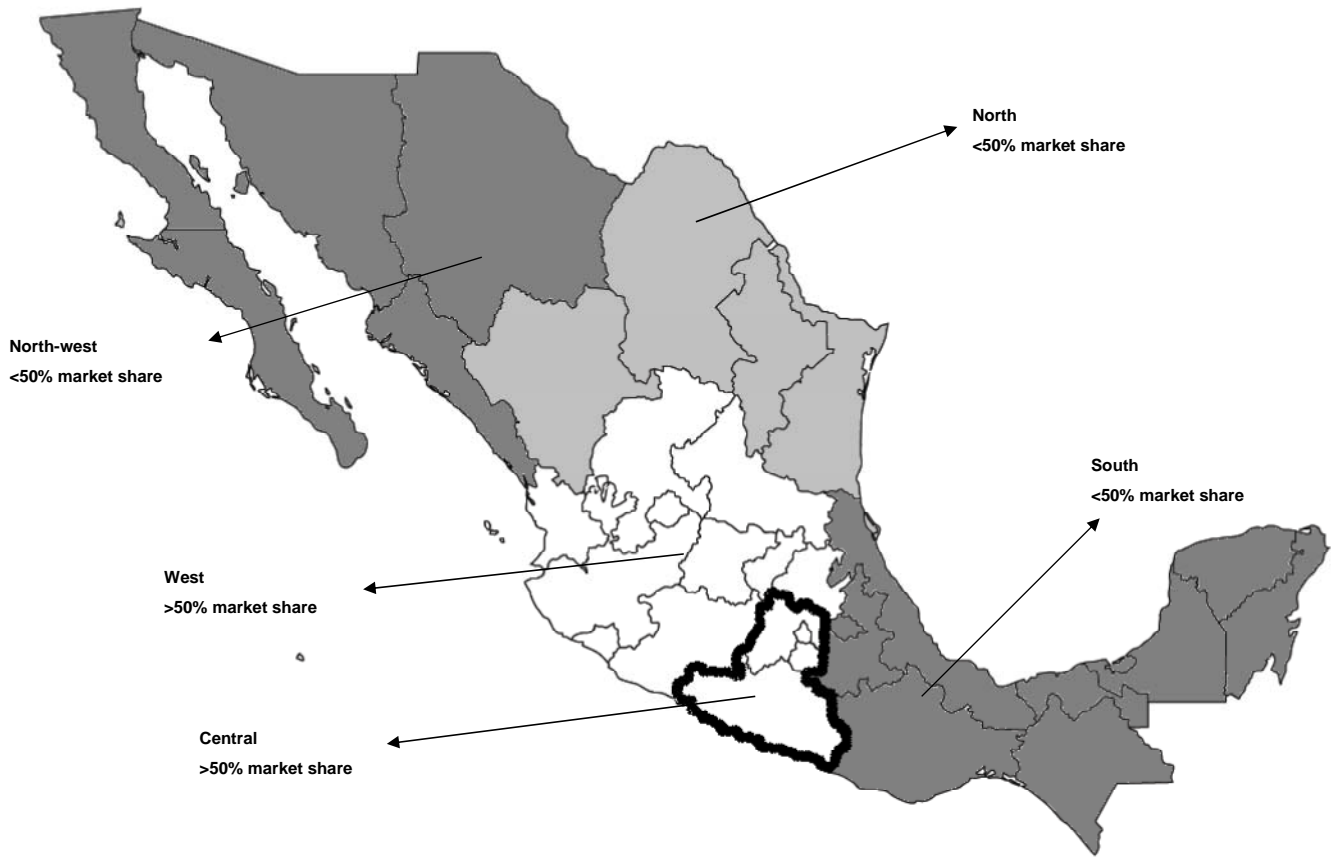 North
<50% market share
North-west
<50% market share
South
<50% market share
West
>50% market share
Central
>50% market share